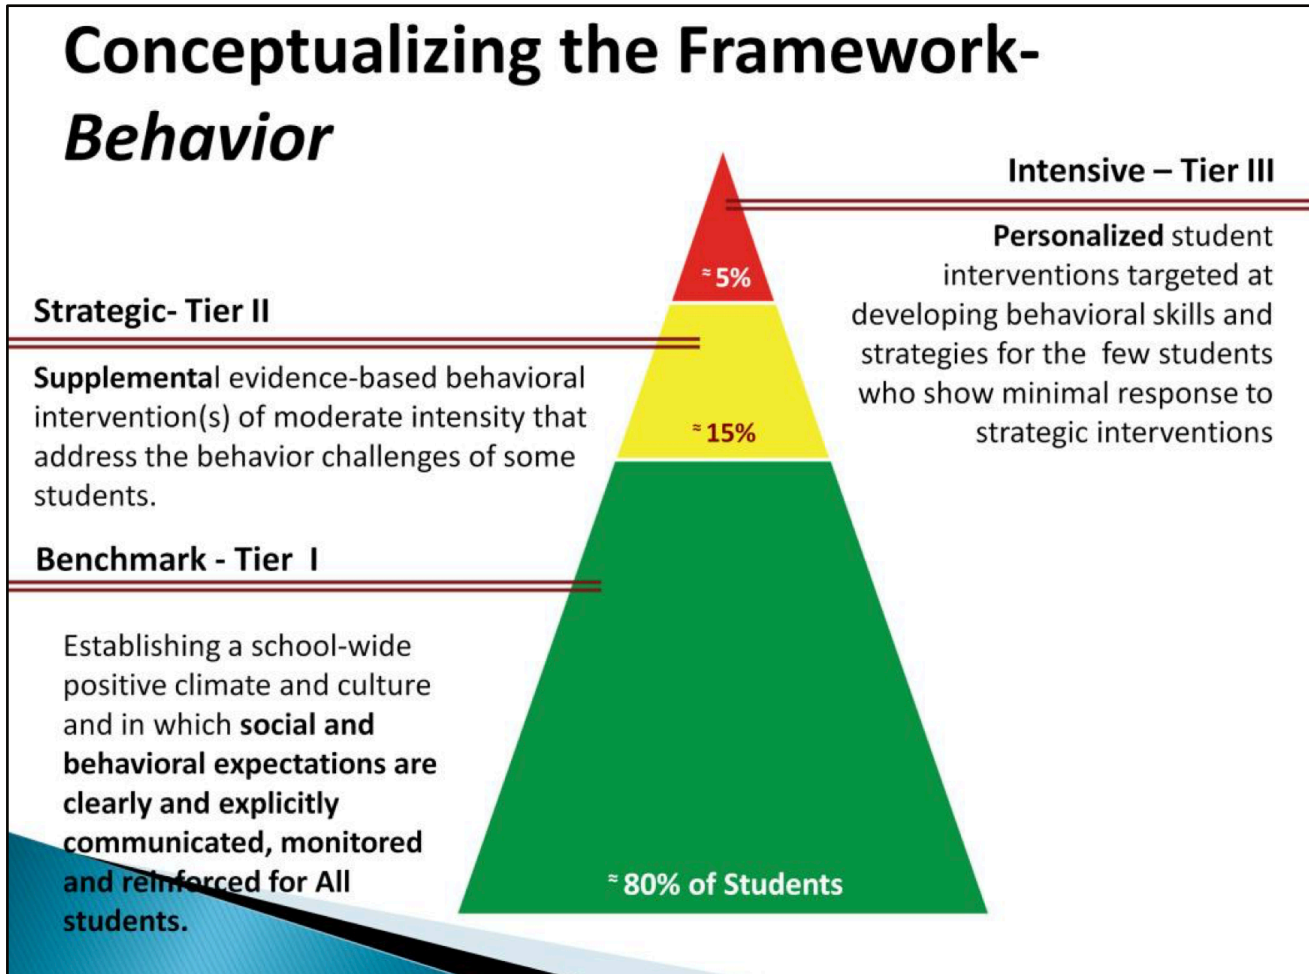 Conceptualizing the Framework-
Behavior
Intensive – Tier III
Personalized student
interventions targeted at
developing behavioral skills and
strategies for the few students
who show minimal response to
strategic interventions
≈ 5%
Strategic- Tier II
Supplemental evidence-based behavioral
intervention(s) of moderate intensity that
address the behavior challenges of some
students.
≈ 15%
Benchmark - Tier I
Establishing a school-wide
positive climate and culture
and in which social and
behavioral expectations are
clearly and explicitly
communicated, monitored
and reinforced for All
students.
≈ 80% of Students